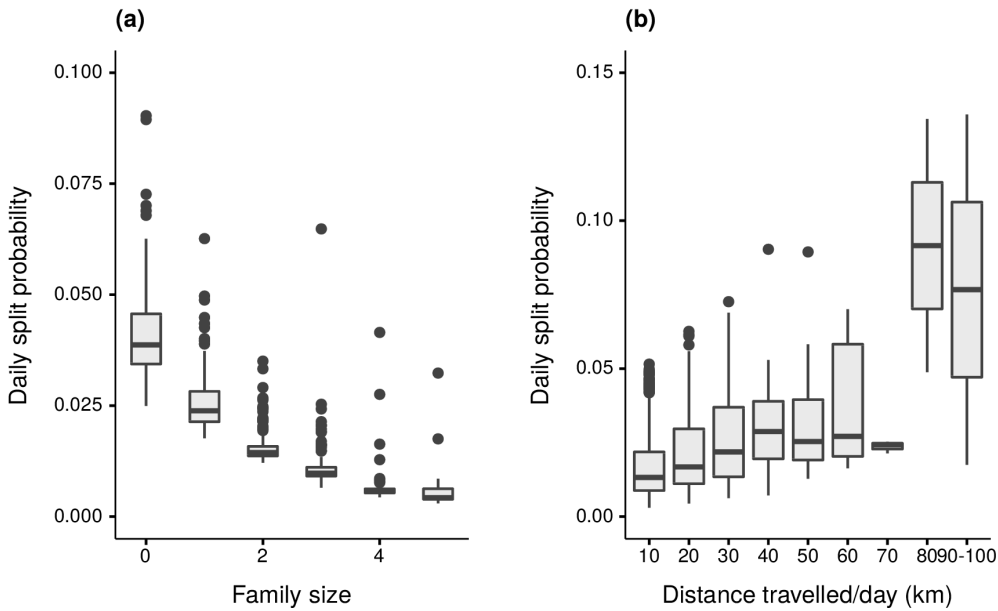 (a)
Daily split probability
0.100
0.075
0.050
0.025
0.000
0 2 4
Family size
(b)
Daily split probability
0.15
0.10
0.05
0.00
10 20 30 40 50 60 70 80 90-100
Distance travelled/day (km)